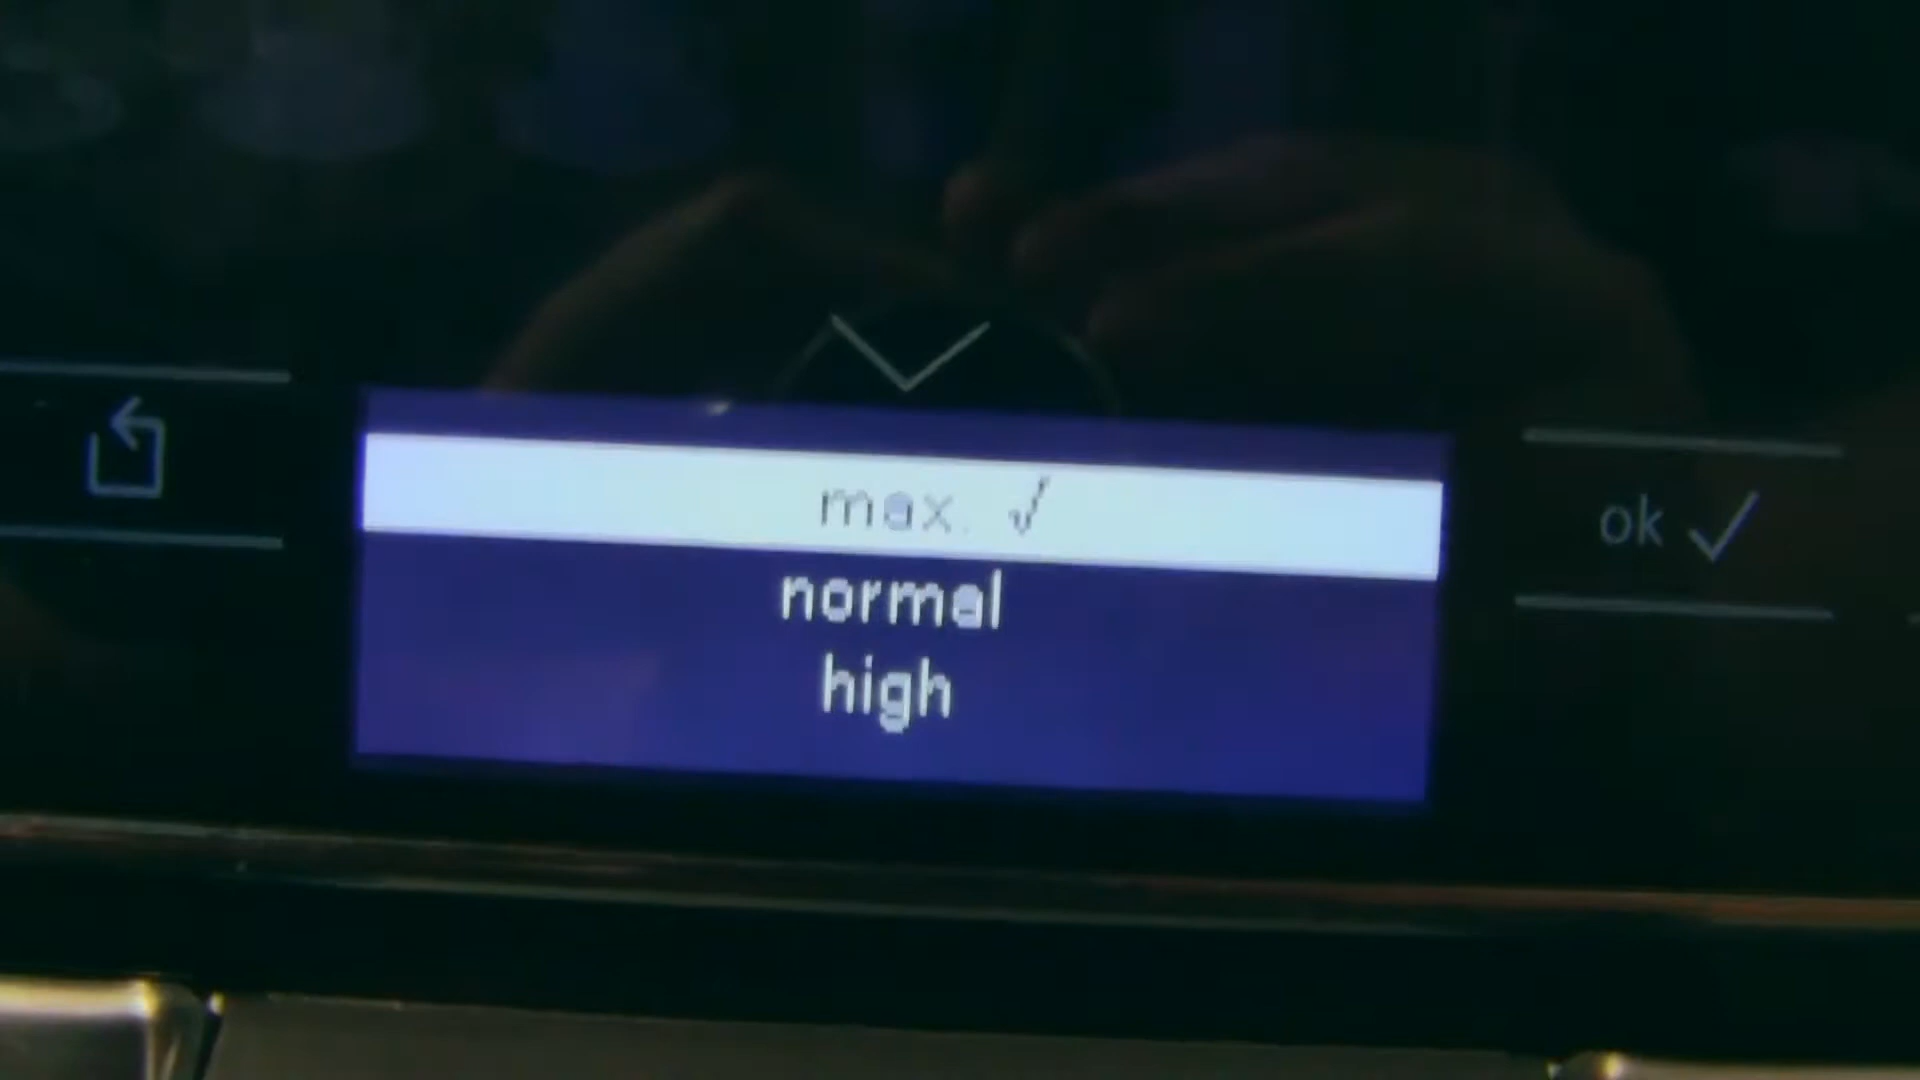 max. ✓
normal
high
ok ✓